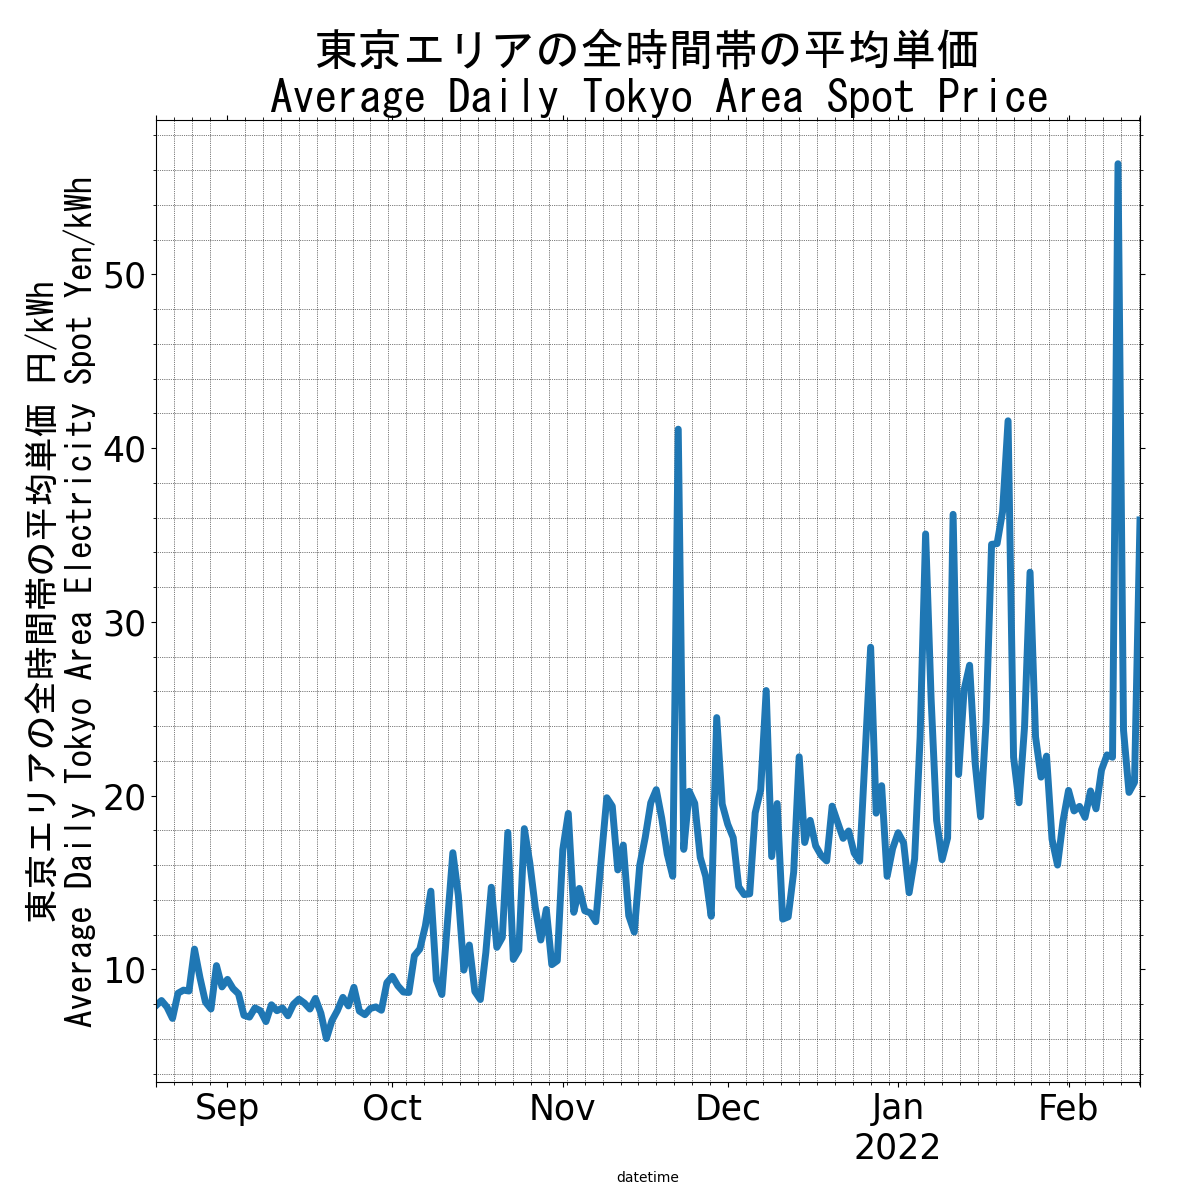 東京エリアの全時間帯の平均単価
Average Daily Tokyo Area Spot Price
東京エリアの全時間帯の平均単価 円/kWh
Average Daily Tokyo Area Electricity Spot Yen/kWh
50
40
30
20
10
Sep Oct Nov Dec Jan Feb
2022
datetime